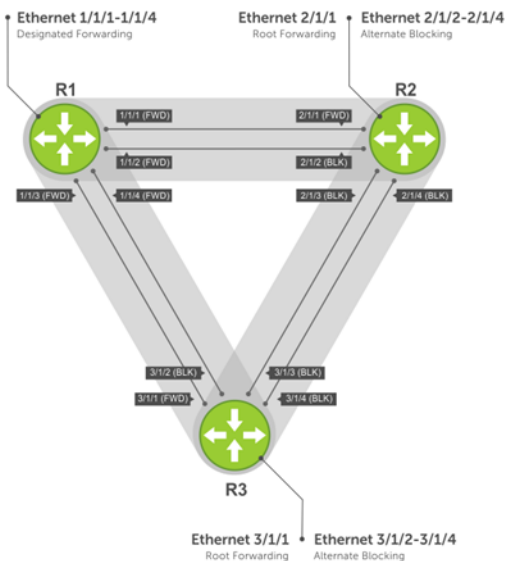 Ethernet 1/1/1-1/1/4
Designated Forwarding
Ethernet 2/1/1
Root Forwarding
Ethernet 2/1/2-2/1/4
Alternate Blocking
R1
R2
1/1/1 (FWD)
2/1/1 (FWD)
1/1/2 (FWD)
2/1/2 (BLK)
1/1/3 (FWD)
1/1/4 (FWD)
2/1/3 (BLK)
2/1/4 (BLK)
3/1/2 (BLK)
3/1/3 (BLK)
3/1/1 (FWD)
3/1/4 (BLK)
R3
Ethernet 3/1/1
Root Forwarding
Ethernet 3/1/2-3/1/4
Alternate Blocking